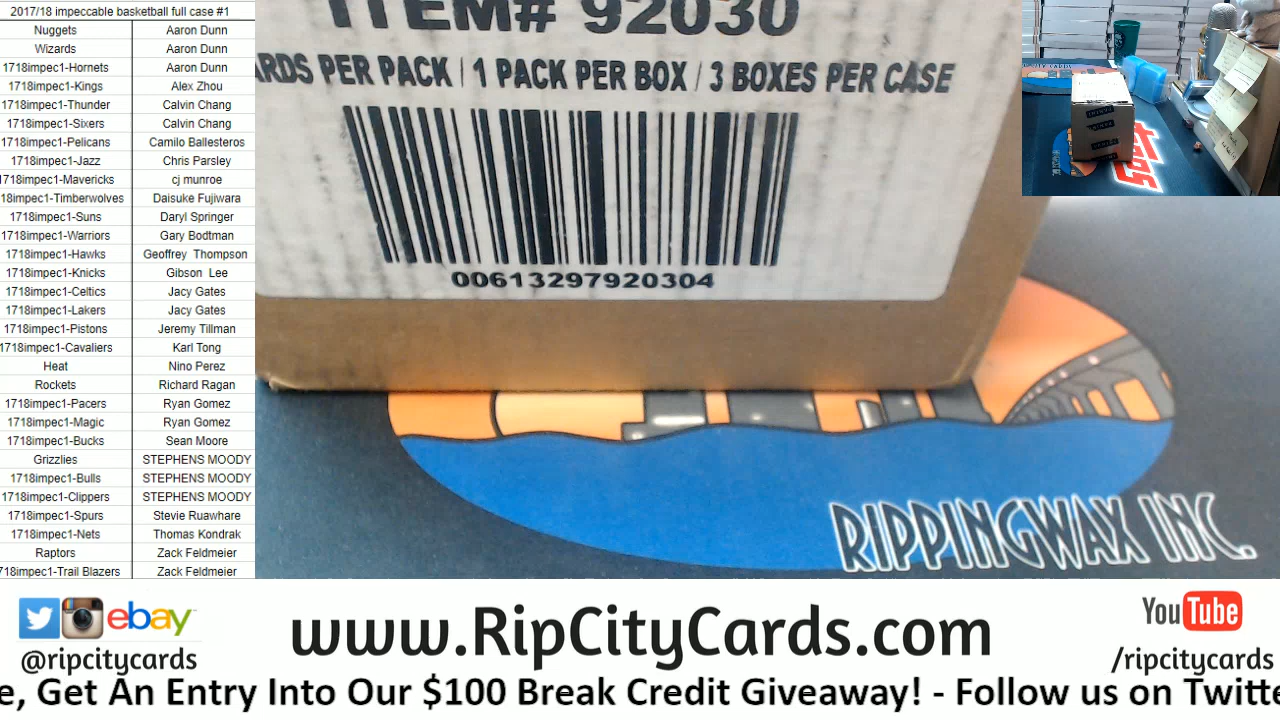 2017/18 impeccable basketball full case #1
Nuggets Aaron Dunn
Wizards Aaron Dunn
1718impec1-Hornets Aaron Dunn
1718impec1-Kings Alex Zhou
1718impec1-Thunder Calvin Chang
1718impec1-Sixers Calvin Chang
1718impec1-Pelicans Camilo Ballesteros
1718impec1-Jazz Chris Parsley
1718impec1-Mavericks cj munroe
18impec1-Timberwolves Daisuke Fujiwara
1718impec1-Suns Daryl Springer
1718impec1-Warriors Gary Bodtman
1718impec1-Hawks Geoffrey Thompson
1718impec1-Knicks Gibson Lee
1718impec1-Celtics Jacy Gates
1718impec1-Lakers Jacy Gates
1718impec1-Pistons Jeremy Tillman
1718impec1-Cavaliers Karl Tong
Heat Nino Perez
Rockets Richard Ragan
1718impec1-Pacers Ryan Gomez
1718impec1-Magic Ryan Gomez
1718impec1-Bucks Sean Moore
Grizzlies STEPHENS MOODY
1718impec1-Bulls STEPHENS MOODY
1718impec1-Clippers STEPHENS MOODY
1718impec1-Spurs Stevie Ruawhare
1718impec1-Nets Thomas Kondrak
Raptors Zack Feldmeier
718impec1-Trail Blazers Zack Feldmeier
ITEM# 92030
ARDS PER PACK / 1 PACK PER BOX / 3 BOXES PER CASE
00613297920304
RIPPINGWAX INC.
ebay
@ripcitycards
www.RipCityCards.com
YouTube
/ripcitycards
e, Get An Entry Into Our $100 Break Credit Giveaway! - Follow us on Twitte